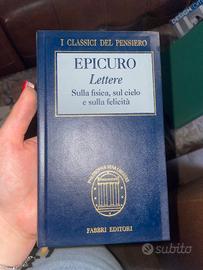 I CLASSICI DEL PENSIERO
EPICURO
Lettere
Sulla fisica, sul cielo
e sulla felicità
FABBRI EDITORI
subito